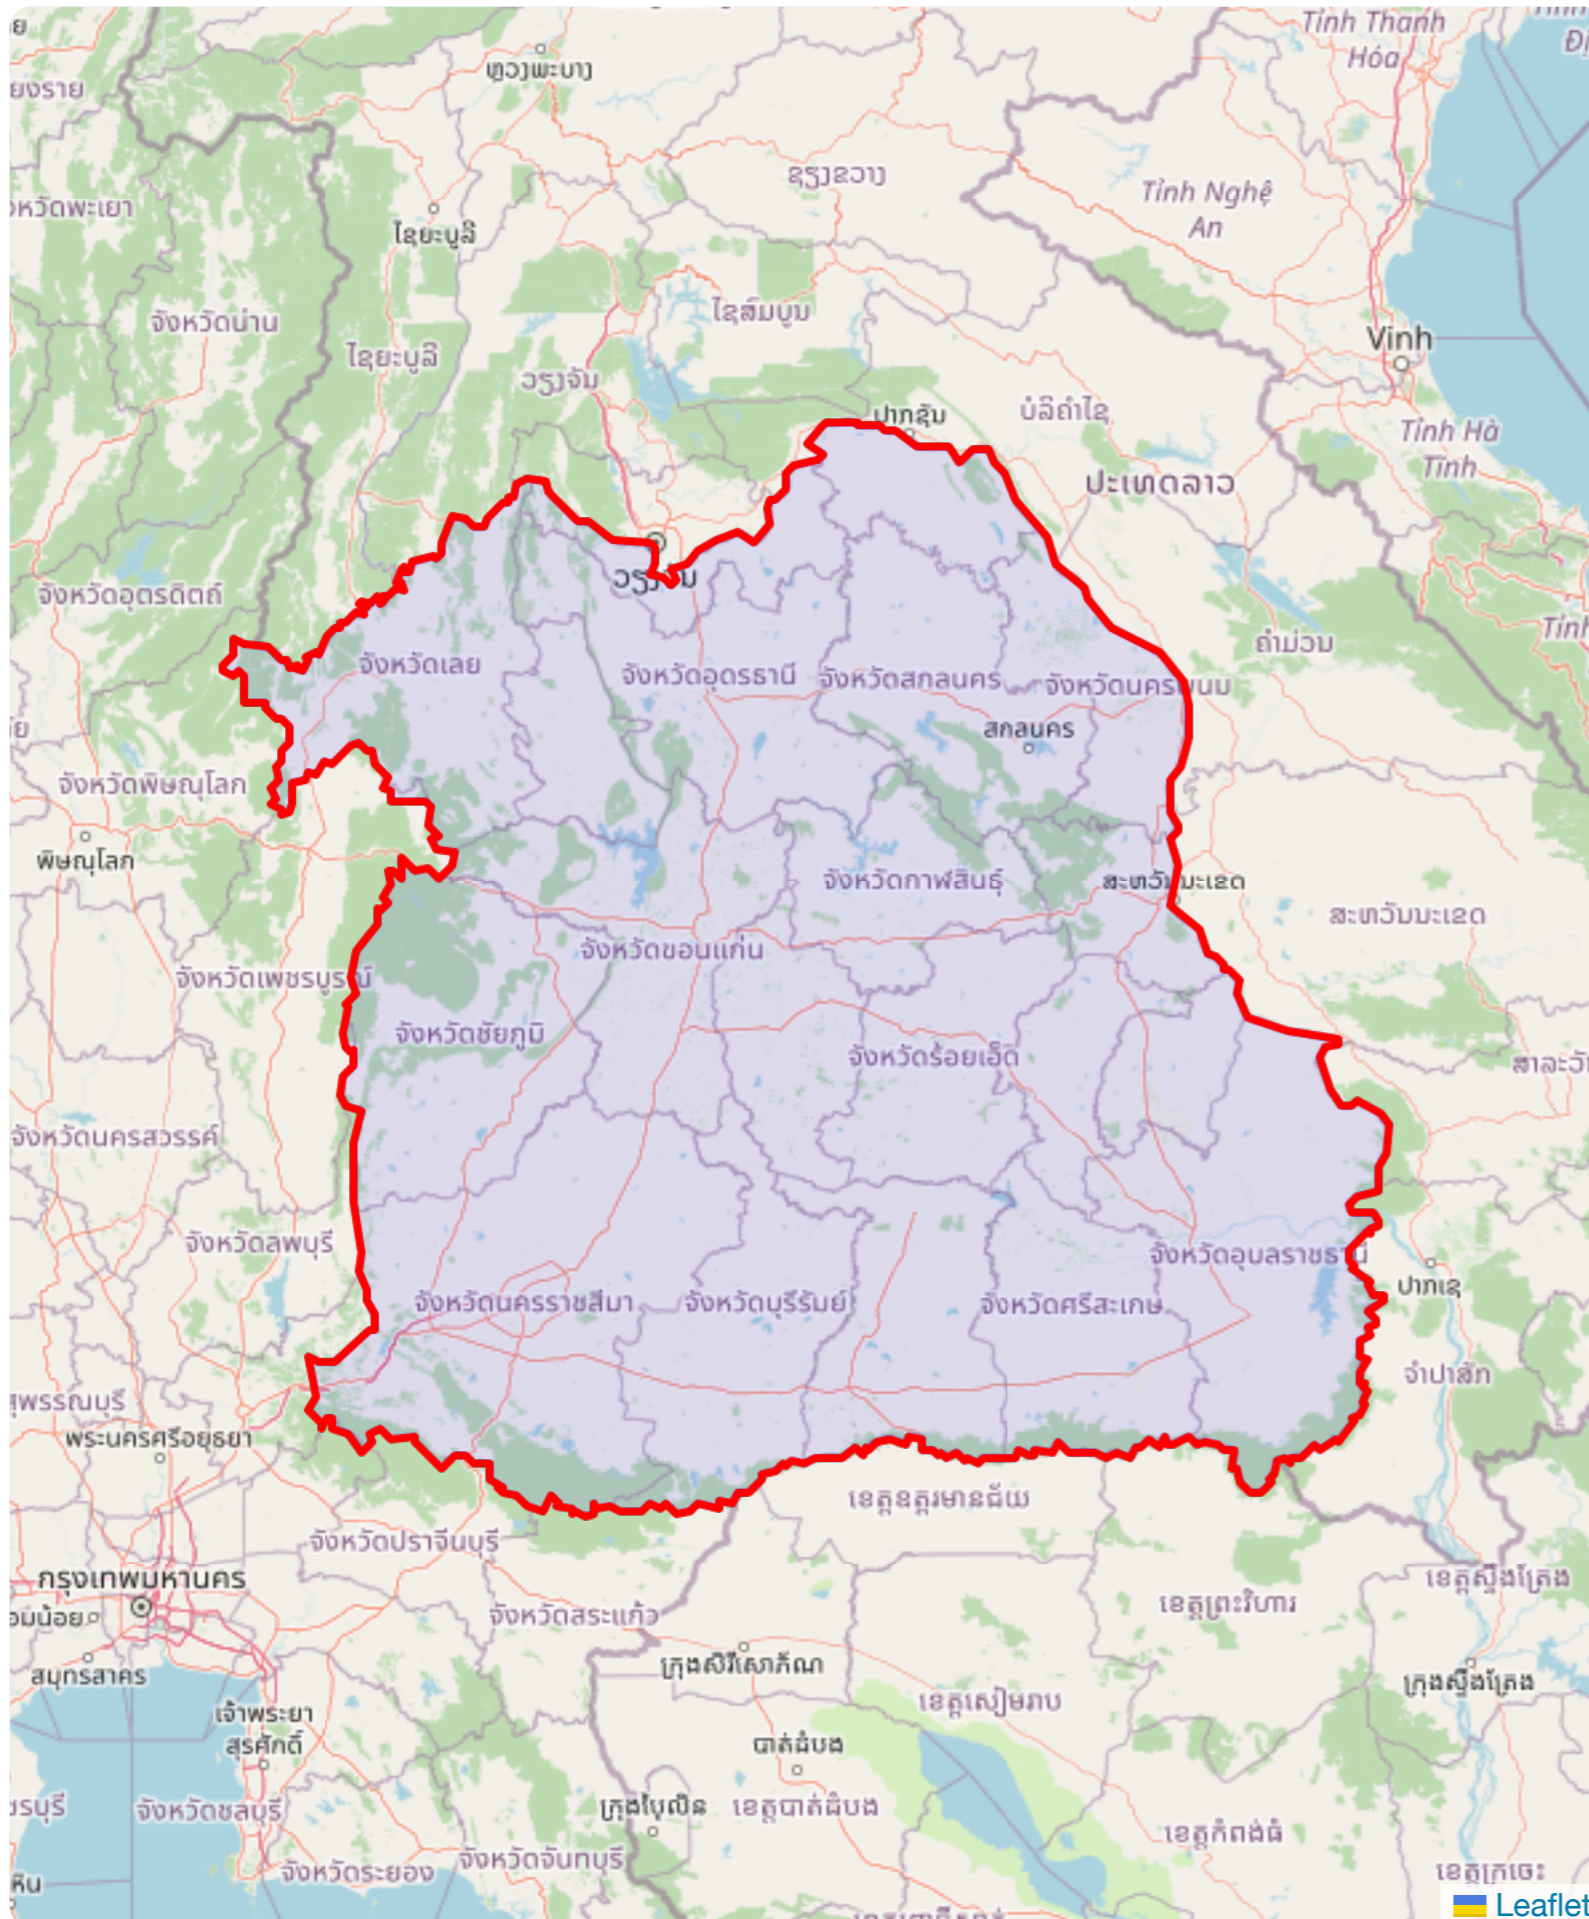 Tỉnh Thanh
Hóa
ຫຼວງພະບາງ
ຊຽງຂວາງ
Tỉnh Nghệ
An
ໄຊຍະບູລີ
จังหวัดน่าน
ໄຊຍະບູລີ
ໄຊສົມບູນ
ວຽງຈັນ
Vinh
ປາກຊັນ
ບໍລິຄຳໄຊ
Tỉnh Hà
Tĩnh
ປະເທດລາວ
จังหวัดอุตรดิตถ์
ຄຳມ່ວນ
จังหวัดเลย
จังหวัดอุดรธานี
จังหวัดสกลนคร
สกลนคร
จังหวัดพิษณุโลก
พิษณุโลก
จังหวัดกาฬสินธุ์
ສະຫວັນນະເຂດ
ສະຫວັນນະເຂດ
จังหวัดขอนแก่น
จังหวัดเพชรบูรณ์
จังหวัดชัยภูมิ
จังหวัดร้อยเอ็ด
จังหวัดนครสวรรค์
จังหวัดลพบุรี
จังหวัดอุบลราชธานี
ປາກເຊ
จังหวัดนครราชสีมา
จังหวัดบุรีรัมย์
จังหวัดศรีสะเกษ
ຈຳປາສັກ
พระนครศรีอยุธยา
ខេត្តឧត្តរមានជ័យ
จังหวัดปราจีนบุรี
กรุงเทพมหานคร
ខេត្តស្ទឹងត្រែង
ខេត្តព្រះវិហារ
จังหวัดสระแก้ว
ក្រុងសិរីសោភ័ណ
สมุทรสาคร
ក្រុងស្ទឹងត្រែង
ខេត្តសៀមរាប
เจ้าพระยา
สุรศักดิ์
បាត់ដំបង
จังหวัดชลบุรี
ក្រុងប៉ៃលិន
ខេត្តបាត់ដំបង
ខេត្តកំពង់ធំ
จังหวัดจันทบุรี
จังหวัดระยอง
ខេត្តក្រចេះ
Leaflet